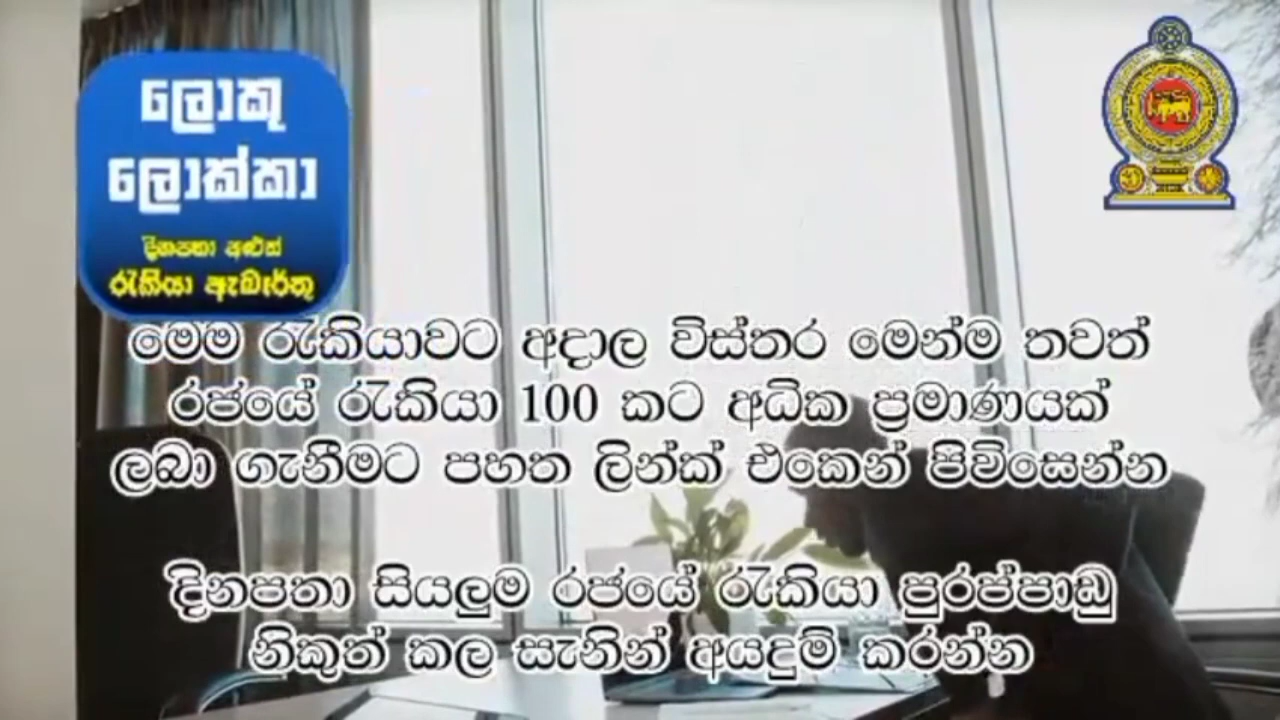 ලොකු
ලොක්කා
දිනපතා අළුත්
රැකියා ඇබෑර්තු
මෙම රැකියාවට අදාල විස්තර මෙන්ම තවත්
රජයේ රැකියා 100 කට අධික ප්‍රමාණයක්
ලබා ගැනීමට පහත ලින්ක් එකෙන් පිවිසෙන්න
දිනපතා සියලුම රජයේ රැකියා පුරප්පාඩු
නිකුත් කල සැනින් අයදුම් කරන්න